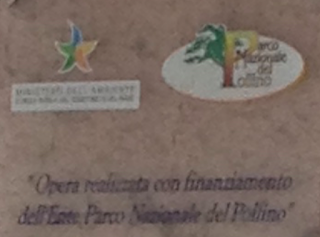 MINISTERO DELL'AMBIENTE
Parco
Nazionale
del
Pollino
"Opera realizzata con finanziamento
dell'Ente Parco Nazionale del Pollino"